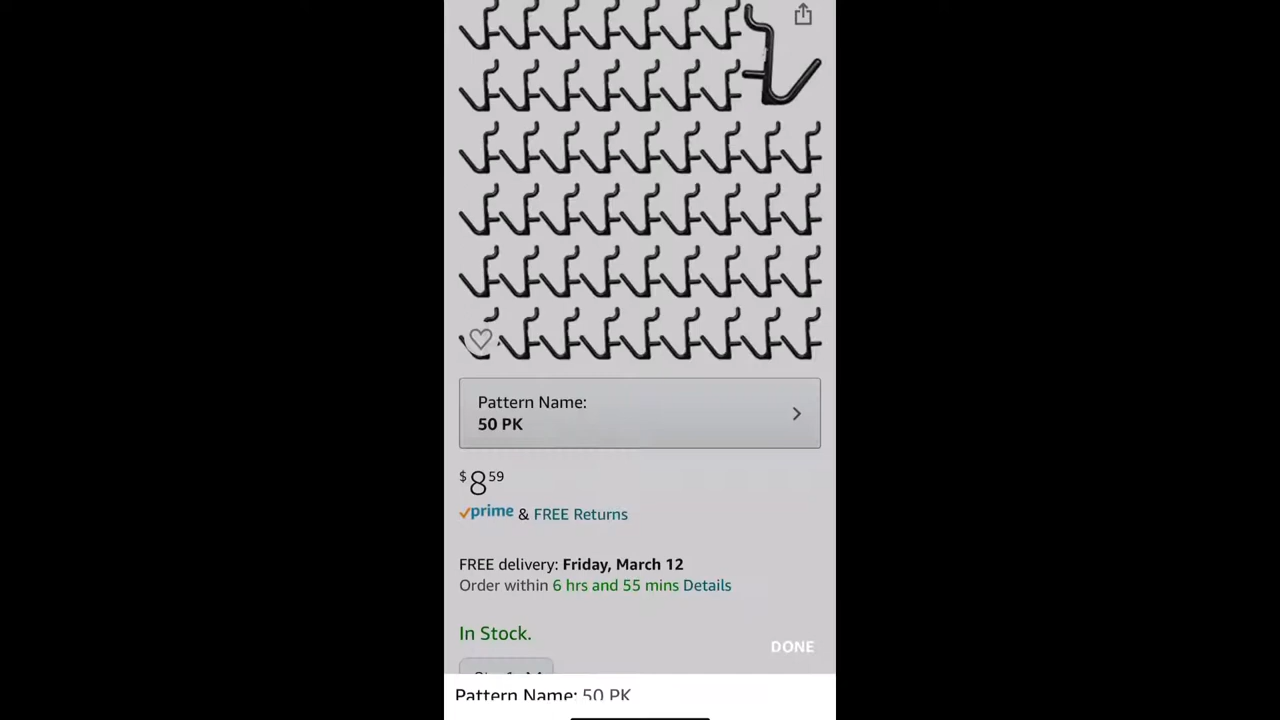 Pattern Name:
50 PK
$8 59
prime & FREE Returns
FREE delivery: Friday, March 12
Order within 6 hrs and 55 mins Details
In Stock.
DONE
Pattern Name: 50 PK